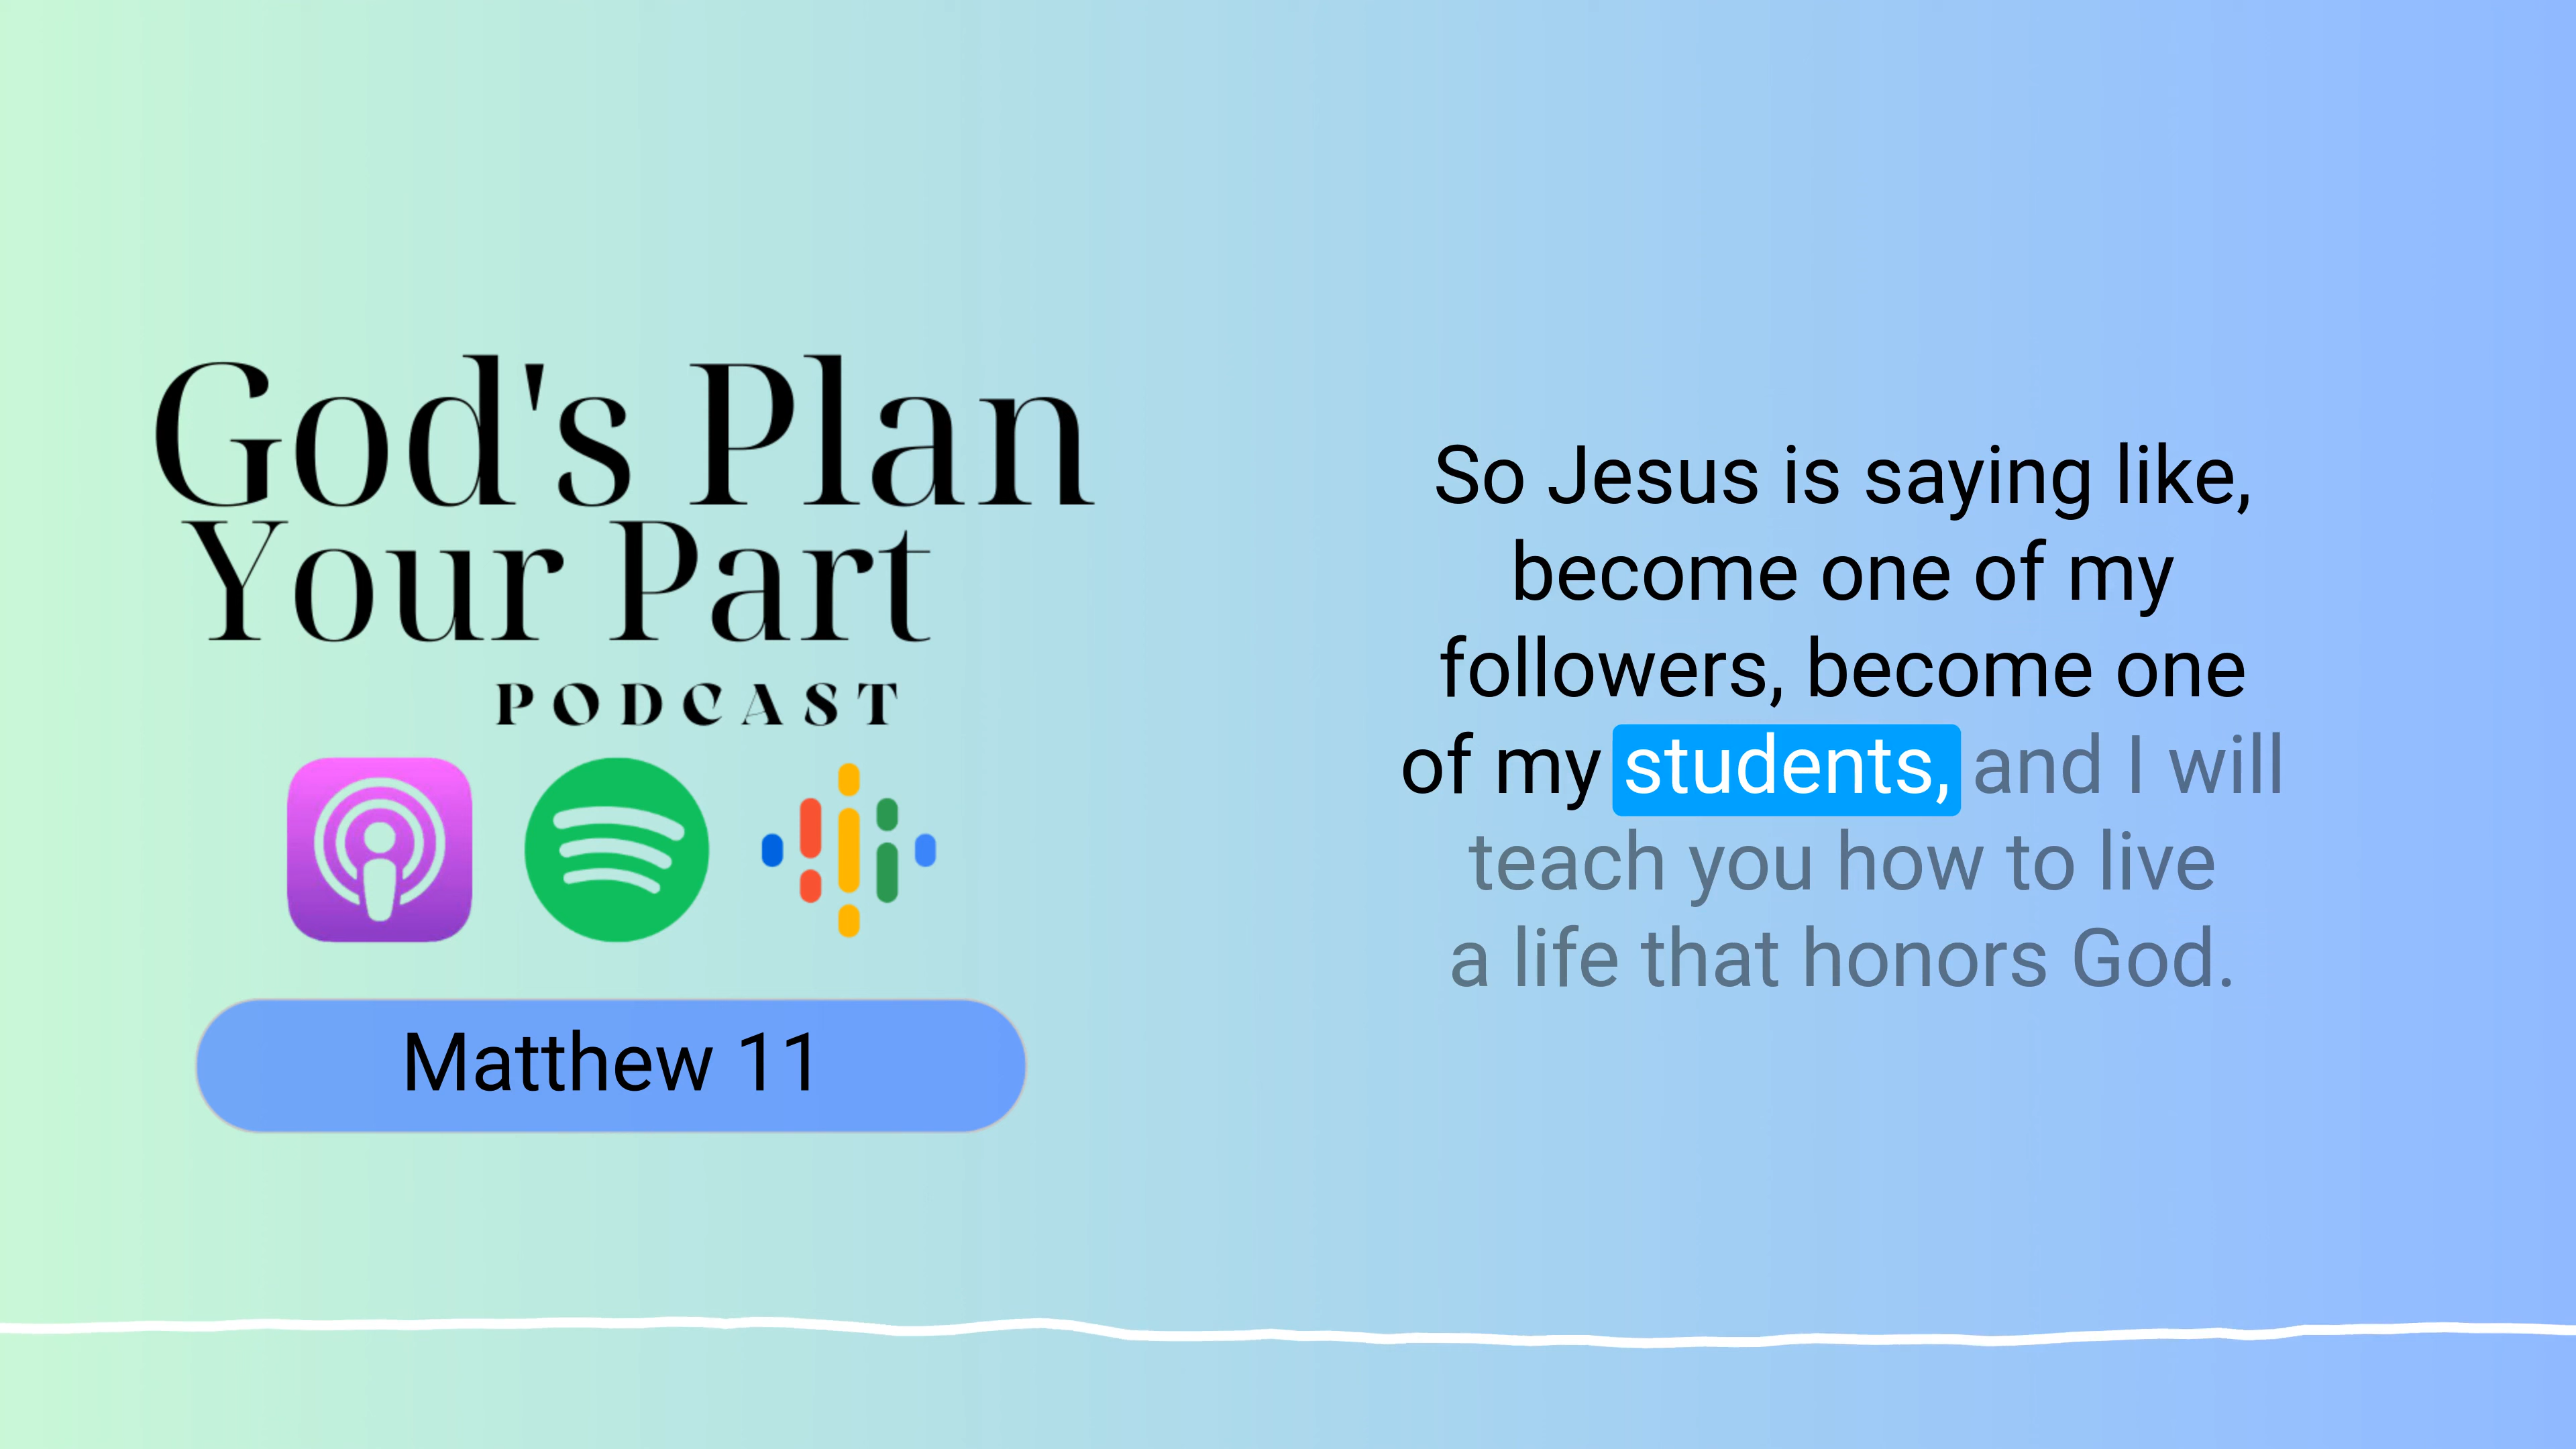 God's Plan
Your Part
PODCAST
Matthew 11
So Jesus is saying like,
become one of my
followers, become one
of my students, and I will
teach you how to live
a life that honors God.